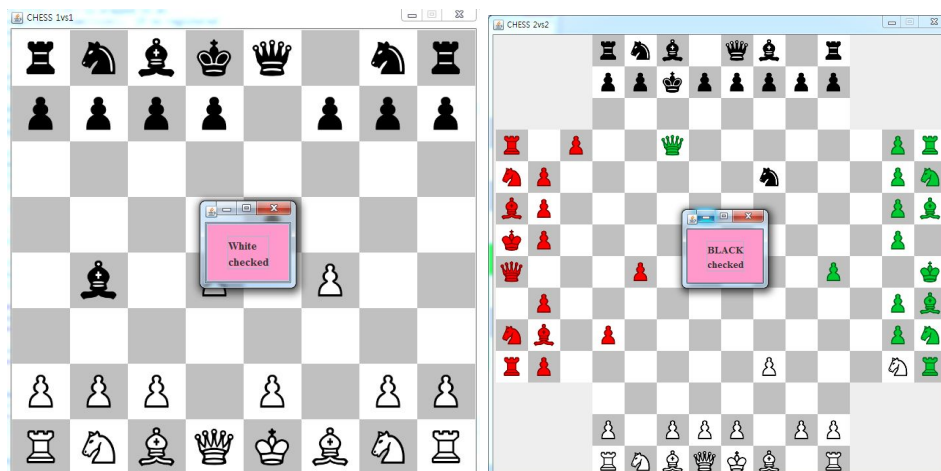 CHESS 1vs1
White
checked
CHESS 2vs2
BLACK
checked